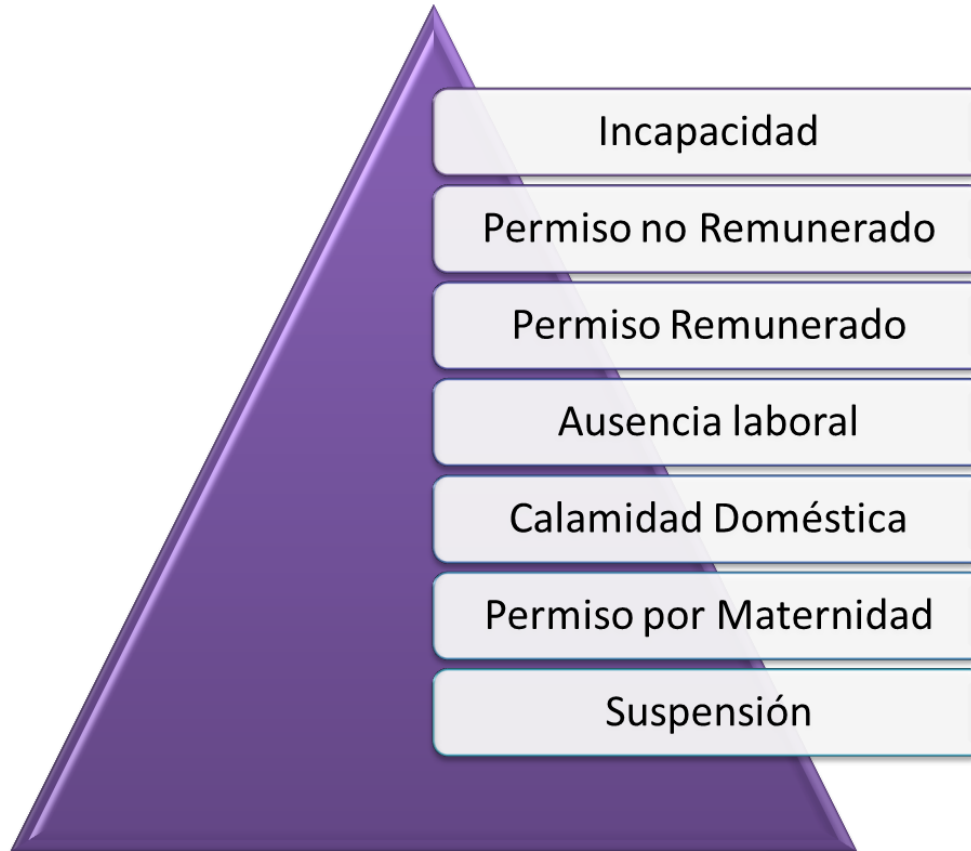 Incapacidad
Permiso no Remunerado
Permiso Remunerado
Ausencia laboral
Calamidad Doméstica
Permiso por Maternidad
Suspensión